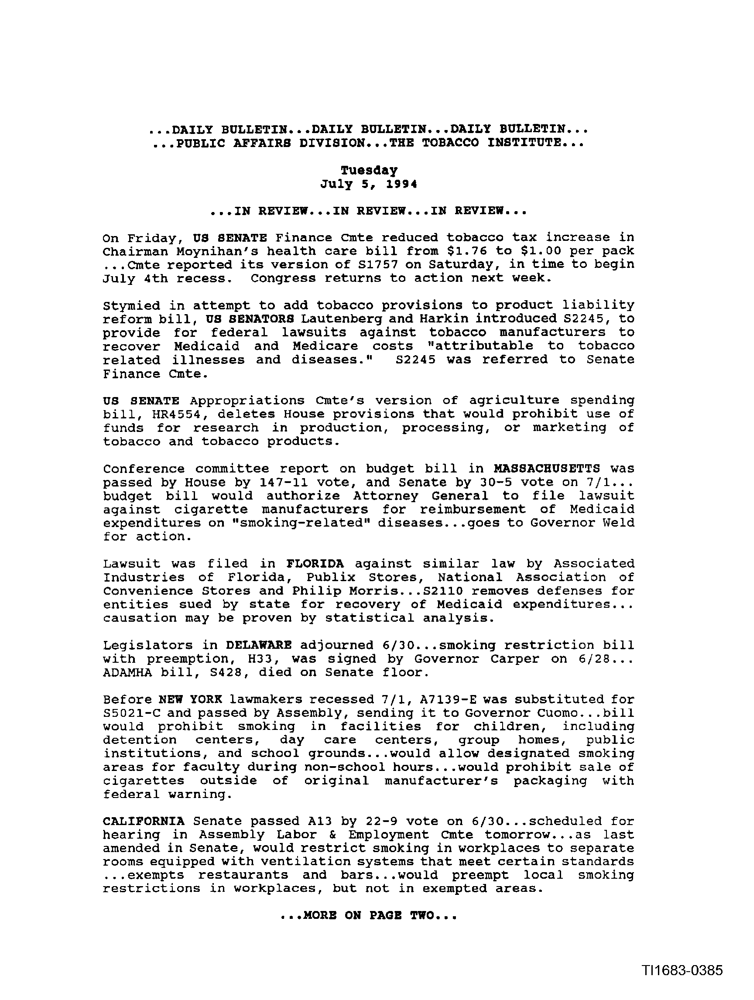 ...DAILY BULLETIN...DAILY BULLETIN...DAILY BULLETIN...
...PUBLIC AFFAIRS DIVISION...THE TOBACCO INSTITUTE...
Tuesday
July 5, 1994
...IN REVIEW...IN REVIEW...IN REVIEW...
On Friday, US SENATE Finance Cmte reduced tobacco tax increase in
Chairman Moynihan's health care bill from $1.76 to $1.00 per pack
...Cmte reported its version of S1757 on Saturday, in time to begin
July 4th recess. Congress returns to action next week.
Stymied in attempt to add tobacco provisions to product liability
reform bill, US SENATORS Lautenberg and Harkin introduced S2245, to
provide for federal lawsuits against tobacco manufacturers to
recover Medicaid and Medicare costs "attributable to tobacco
related illnesses and diseases." S2245 was referred to Senate
Finance Cmte.
US SENATE Appropriations Cmte's version of agriculture spending
bill, HR4554, deletes House provisions that would prohibit use of
funds for research in production, processing, or marketing of
tobacco and tobacco products.
Conference committee report on budget bill in MASSACHUSETTS was
passed by House by 147-11 vote, and Senate by 30-5 vote on 7/1...
budget bill would authorize Attorney General to file lawsuit
against cigarette manufacturers for reimbursement of Medicaid
expenditures on "smoking-related" diseases...goes to Governor Weld
for action.
Lawsuit was filed in FLORIDA against similar law by Associated
Industries of Florida, Publix Stores, National Association of
Convenience Stores and Philip Morris...S2110 removes defenses for
entities sued by state for recovery of Medicaid expenditures...
causation may be proven by statistical analysis.
Legislators in DELAWARE adjourned 6/30...smoking restriction bill
with preemption, H33, was signed by Governor Carper on 6/28...
ADAMHA bill, S428, died on Senate floor.
Before NEW YORK lawmakers recessed 7/1, A7139-E was substituted for
S5021-C and passed by Assembly, sending it to Governor Cuomo...bill
would prohibit smoking in facilities for children, including
detention centers, day care centers, group homes, public
institutions, and school grounds...would allow designated smoking
areas for faculty during non-school hours...would prohibit sale of
cigarettes outside of original manufacturer's packaging with
federal warning.
CALIFORNIA Senate passed A13 by 22-9 vote on 6/30...scheduled for
hearing in Assembly Labor & Employment Cmte tomorrow...as last
amended in Senate, would restrict smoking in workplaces to separate
rooms equipped with ventilation systems that meet certain standards
...exempts restaurants and bars...would preempt local smoking
restrictions in workplaces, but not in exempted areas.
...MORE ON PAGE TWO...
TI1683-0385